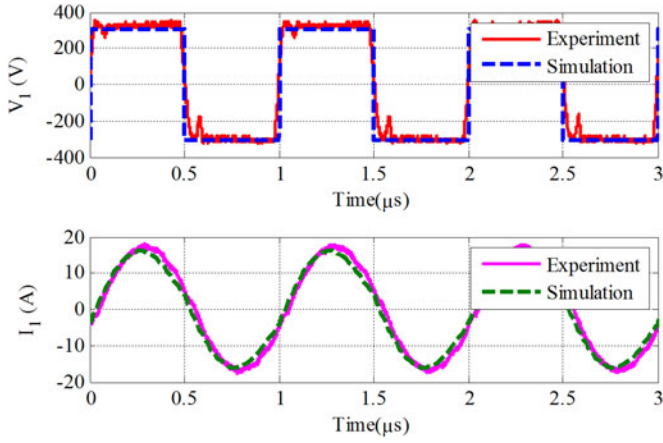 400
200
0
-200
-400
V1 (V)
Experiment
Simulation
0 0.5 1 1.5 2 2.5 3
Time(μs)
20
10
0
-10
-20
I1 (A)
Experiment
Simulation
0 0.5 1 1.5 2 2.5 3
Time(μs)